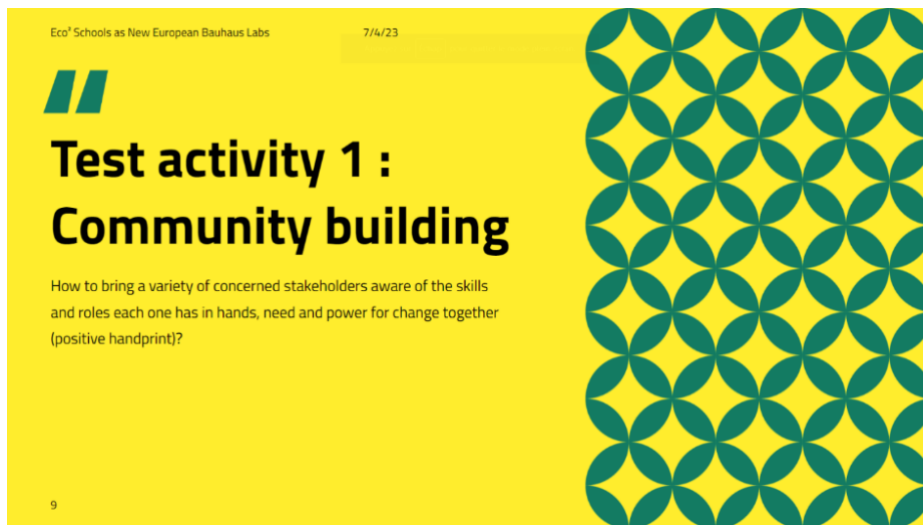 Eco² Schools as New European Bauhaus Labs
7/4/23
Test activity 1 :
Community building
How to bring a variety of concerned stakeholders aware of the skills
and roles each one has in hands, need and power for change together
(positive handprint)?
9